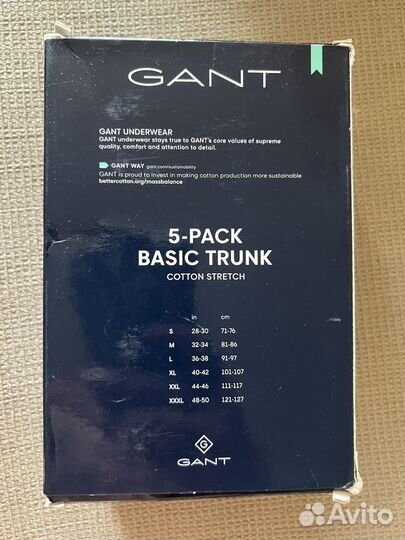 GANT
GANT UNDERWEAR
GANT underwear stays true to GANT's core values of supreme
quality, comfort and attention to detail.
GANT WAY gant.com/sustainability
GANT is proud to invest in making cotton production more sustainable
bettercotton.org/massbalance
5-PACK
BASIC TRUNK
COTTON STRETCH
in cm
S 28-30 71-76
M 32-34 81-86
L 36-38 91-97
XL 40-42 101-107
XXL 44-46 111-117
XXXL 48-50 121-127
G
GANT
Avito